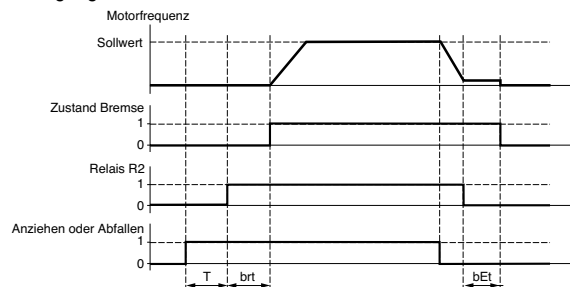 Motorfrequenz
Sollwert
Zustand Bremse
1
0
Relais R2
1
0
Anziehen oder Abfallen
1
0
T brt bEt